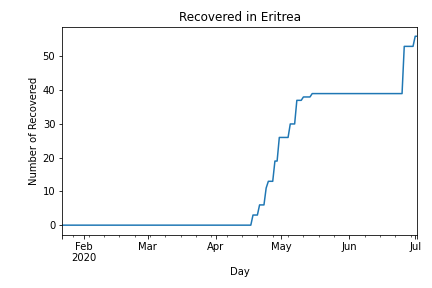 Recovered in Eritrea
Number of Recovered
50
40
30
20
10
0
Feb
2020
Mar
Apr
May
Jun
Jul
Day